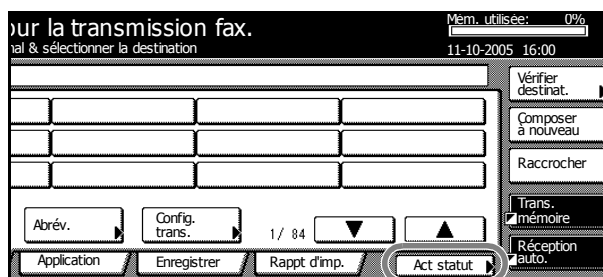 our la transmission fax.
nal & sélectionner la destination
Mém. utilisée: 0%
11-10-2005 16:00
Vérifier
destinat.
Composer
à nouveau
Raccrocher
Abrév.
Config.
trans.
1/ 84
Trans.
mémoire
Réception
auto.
Application
Enregistrer
Rappt d'imp.
Act statut